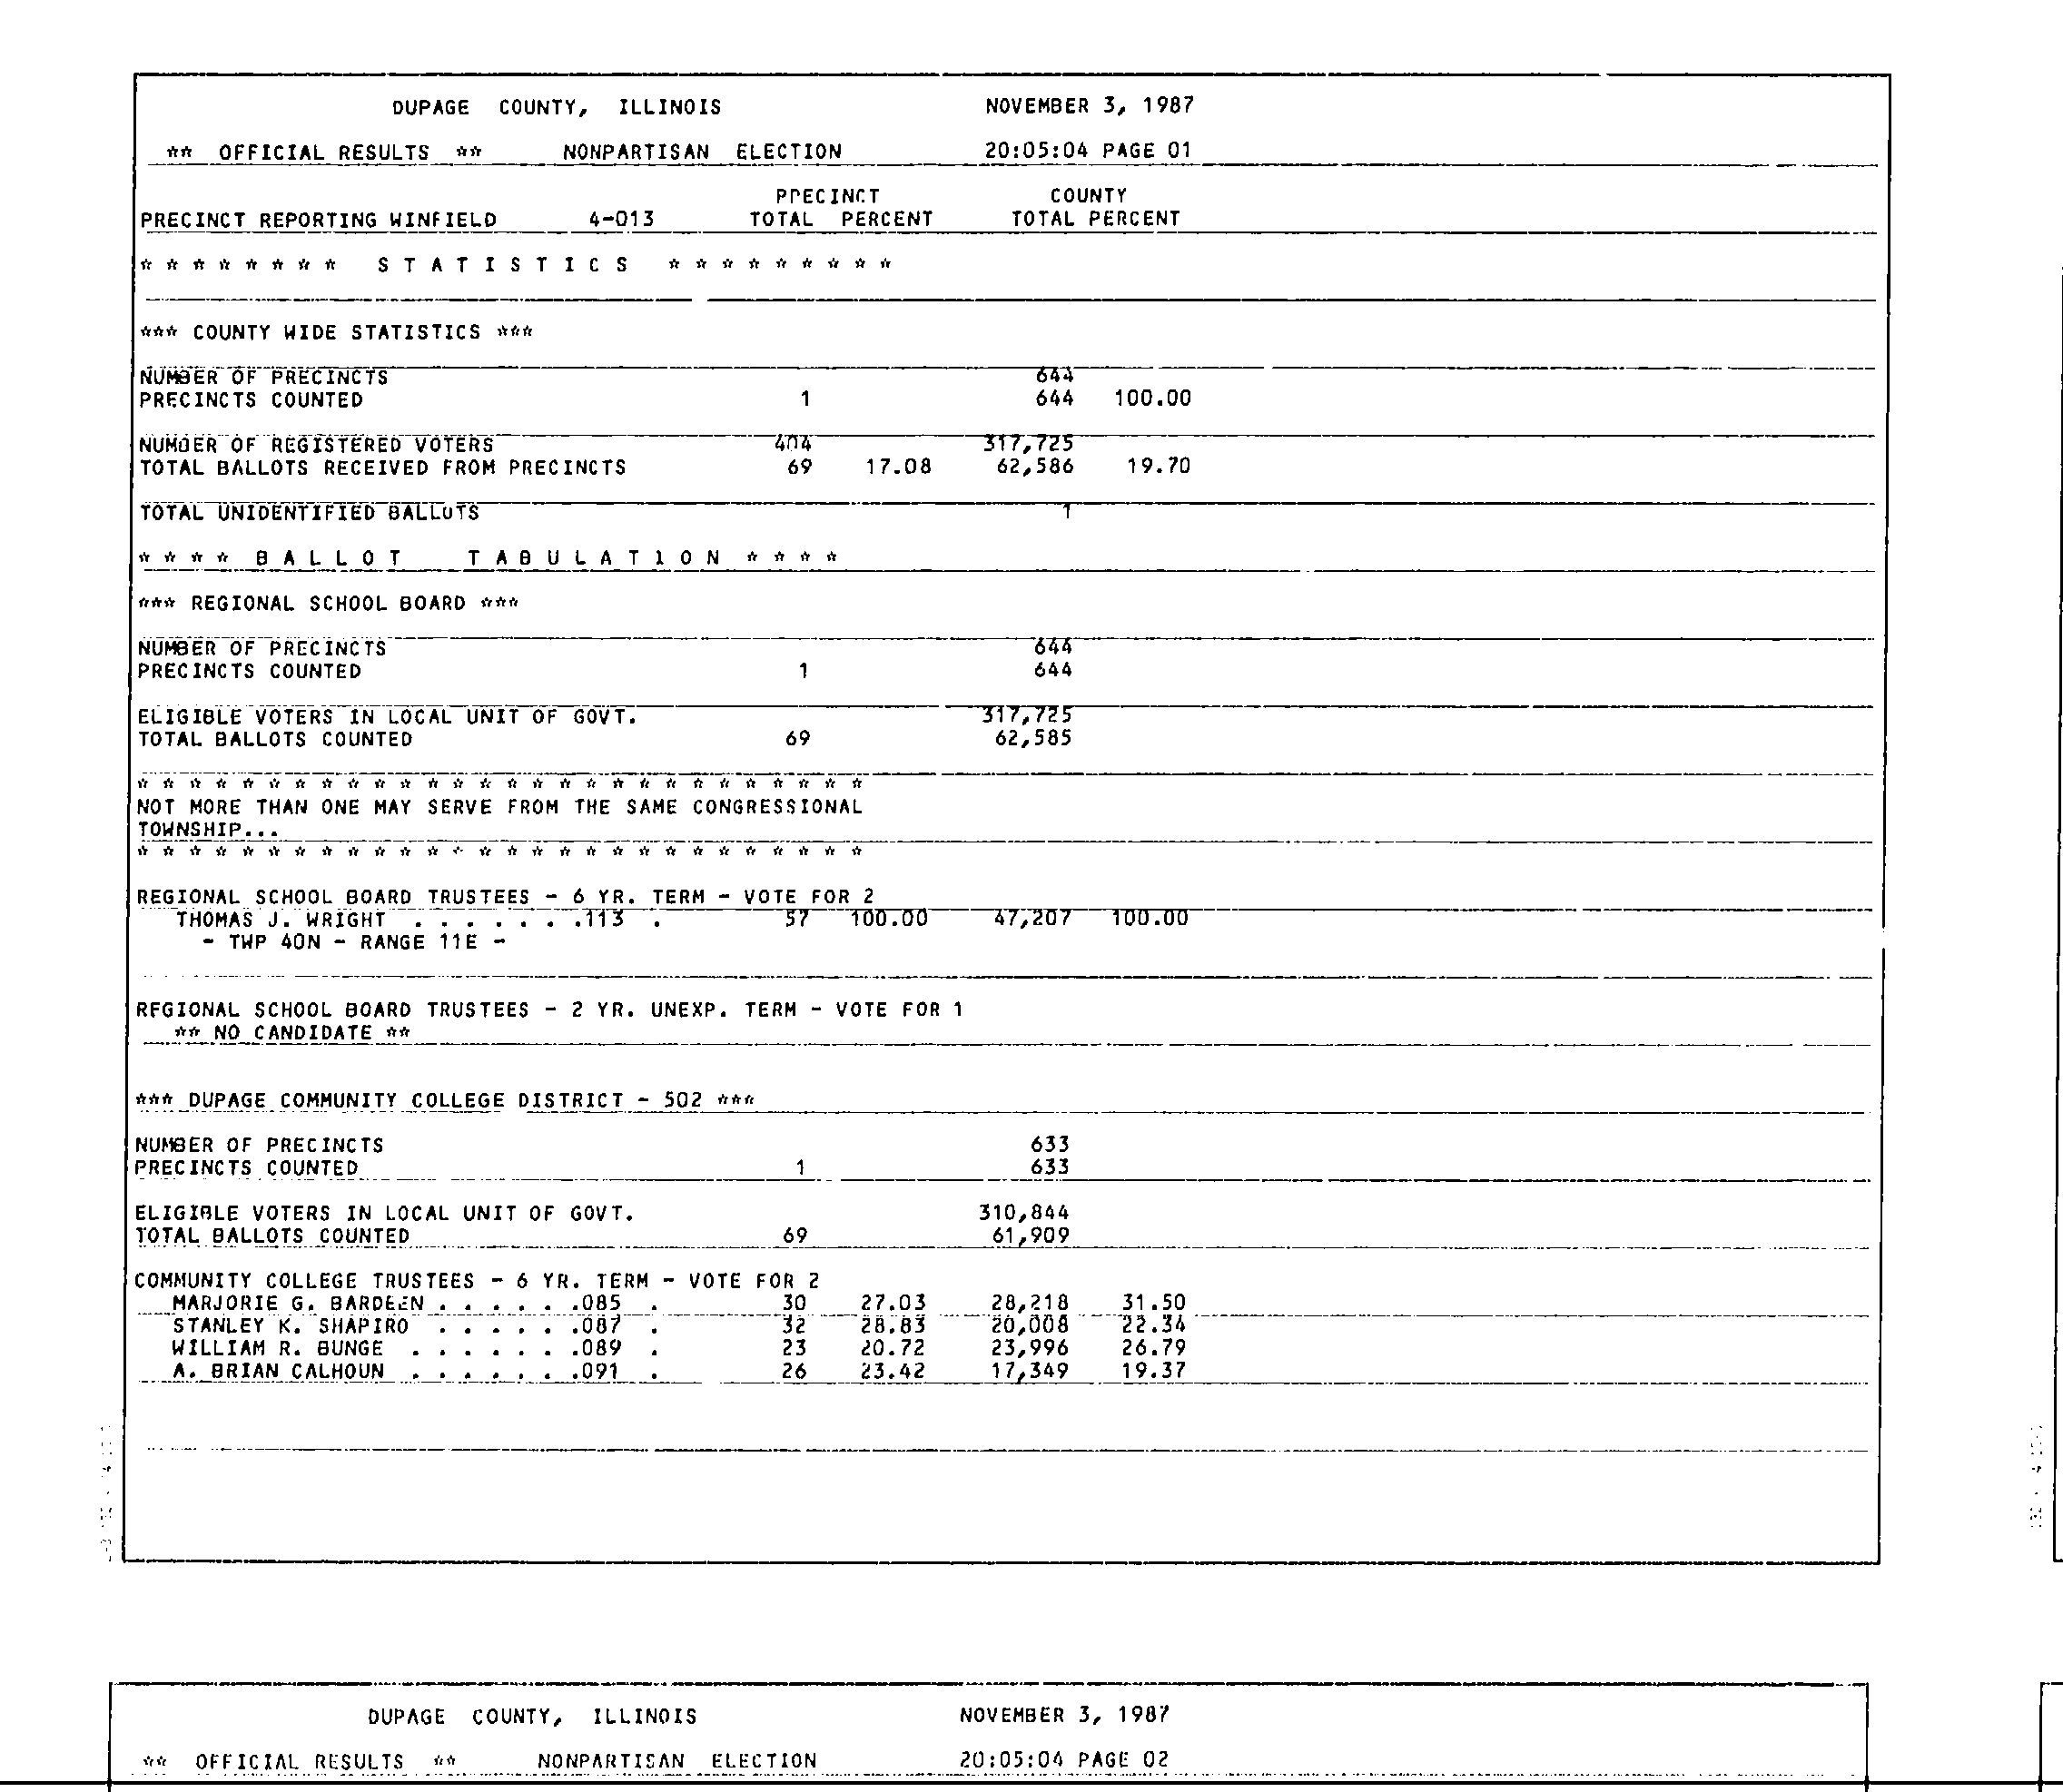 DUPAGE COUNTY, ILLINOIS NOVEMBER 3, 1987
** OFFICIAL RESULTS ** NONPARTISAN ELECTION 20:05:04 PAGE 01
PRECINCT COUNTY
PRECINCT REPORTING WINFIELD 4-013 TOTAL PERCENT TOTAL PERCENT
* * * * * * * * S T A T I S T I C S * * * * * * * * *
*** COUNTY WIDE STATISTICS ***
NUMBER OF PRECINCTS 644
PRECINCTS COUNTED 1 644 100.00
NUMBER OF REGISTERED VOTERS 404 317,725
TOTAL BALLOTS RECEIVED FROM PRECINCTS 69 17.08 62,586 19.70
TOTAL UNIDENTIFIED BALLOTS 1
* * * * B A L L O T T A B U L A T I O N * * * *
*** REGIONAL SCHOOL BOARD ***
NUMBER OF PRECINCTS 644
PRECINCTS COUNTED 1 644
ELIGIBLE VOTERS IN LOCAL UNIT OF GOVT. 317,725
TOTAL BALLOTS COUNTED 69 62,585
* * * * * * * * * * * * * * * * * * * * * * * * * * * *
NOT MORE THAN ONE MAY SERVE FROM THE SAME CONGRESSIONAL
TOWNSHIP...
* * * * * * * * * * * * * * * * * * * * * * * * * * * *
REGIONAL SCHOOL BOARD TRUSTEES - 6 YR. TERM - VOTE FOR 2
THOMAS J. WRIGHT . . . . . . .113 . 57 100.00 47,207 100.00
- TWP 40N - RANGE 11E -
REGIONAL SCHOOL BOARD TRUSTEES - 2 YR. UNEXP. TERM - VOTE FOR 1
** NO CANDIDATE **
*** DUPAGE COMMUNITY COLLEGE DISTRICT - 502 ***
NUMBER OF PRECINCTS 633
PRECINCTS COUNTED 1 633
ELIGIBLE VOTERS IN LOCAL UNIT OF GOVT. 310,844
TOTAL BALLOTS COUNTED 69 61,909
COMMUNITY COLLEGE TRUSTEES - 6 YR. TERM - VOTE FOR 2
MARJORIE G. BARDEEN . . . . . .085 . 30 27.03 28,218 31.50
STANLEY K. SHAPIRO . . . . . .087 . 32 28.83 20,008 22.34
WILLIAM R. BUNGE . . . . . . .089 . 23 20.72 23,996 26.79
A. BRIAN CALHOUN . . . . . . .091 . 26 23.42 17,349 19.37
DUPAGE COUNTY, ILLINOIS NOVEMBER 3, 1987
** OFFICIAL RESULTS ** NONPARTISAN ELECTION 20:05:04 PAGE 02